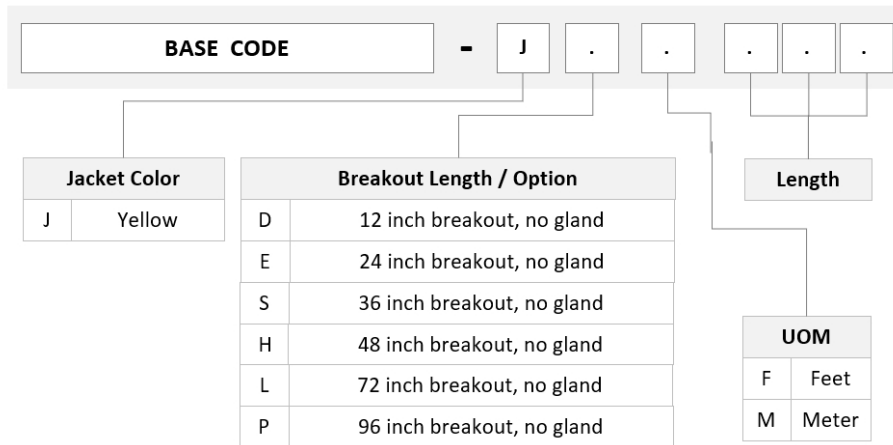 BASE CODE - J . . . . .
Jacket Color
J Yellow
Breakout Length / Option
D 12 inch breakout, no gland
E 24 inch breakout, no gland
S 36 inch breakout, no gland
H 48 inch breakout, no gland
L 72 inch breakout, no gland
P 96 inch breakout, no gland
Length
UOM
F Feet
M Meter